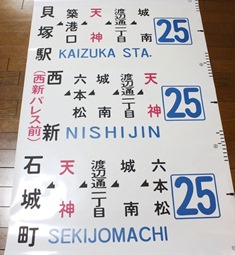 貝塚駅
築港口
天神
渡辺通一丁目
城南
25
KAIZUKA STA.
西新
(西新パレス前)
六本松
城南
渡辺通一丁目
天神
25
NISHIJIN
石城町
天神
渡辺通一丁目
城南
六本松
25
SEKIJOMACHI